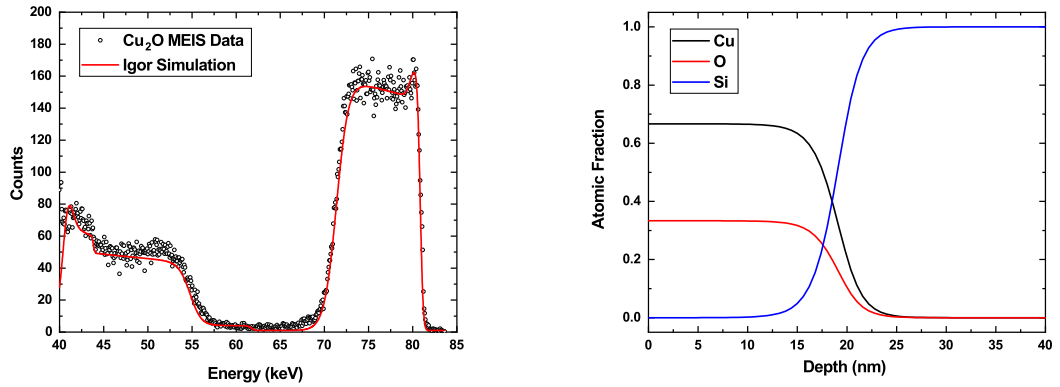 200
180
160
140
120
100
80
60
40
20
0
Counts
Cu₂O MEIS Data
Igor Simulation
40 45 50 55 60 65 70 75 80 85
Energy (keV)
1.0
0.8
0.6
0.4
0.2
0.0
Atomic Fraction
Cu
O
Si
0 5 10 15 20 25 30 35 40
Depth (nm)